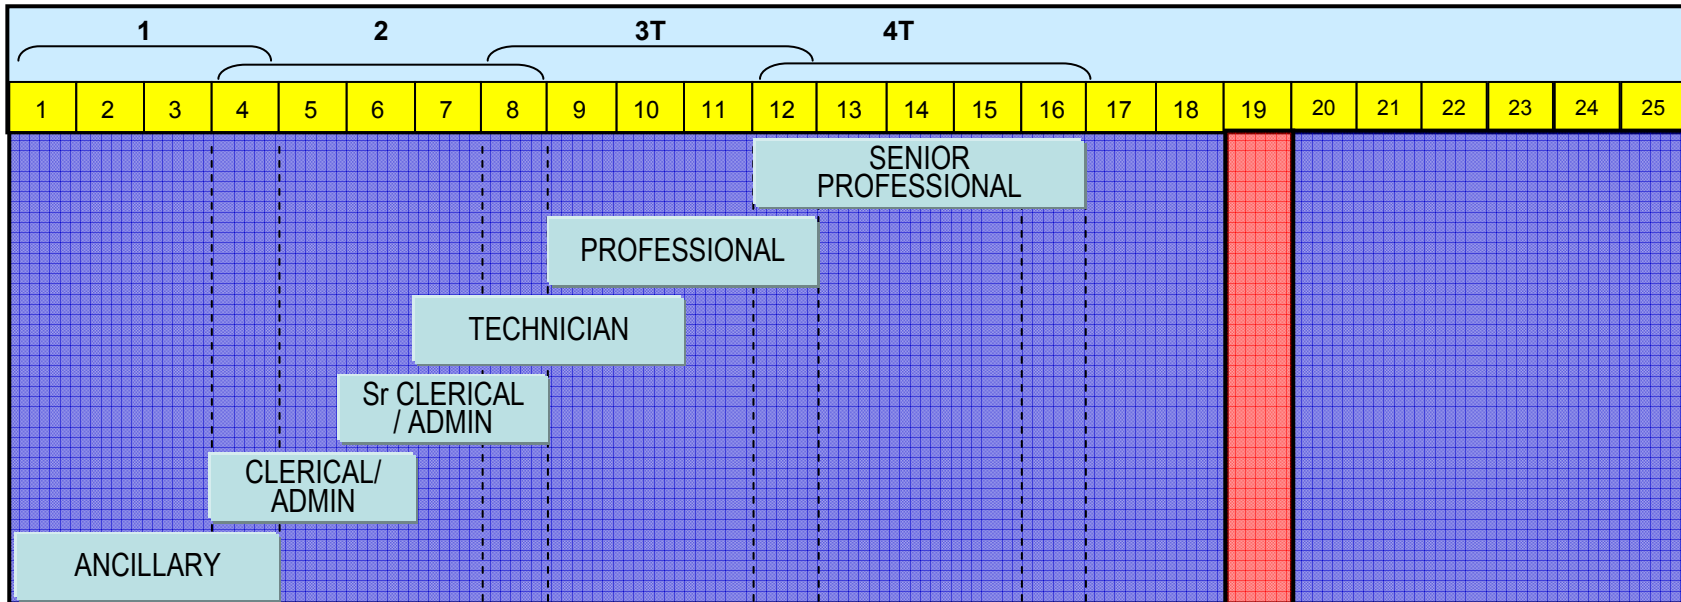 1 2 3T 4T
1 2 3 4 5 6 7 8 9 10 11 12 13 14 15 16 17 18 19 20 21 22 23 24 25
SENIOR
PROFESSIONAL
PROFESSIONAL
TECHNICIAN
Sr CLERICAL
/ ADMIN
CLERICAL/
ADMIN
ANCILLARY